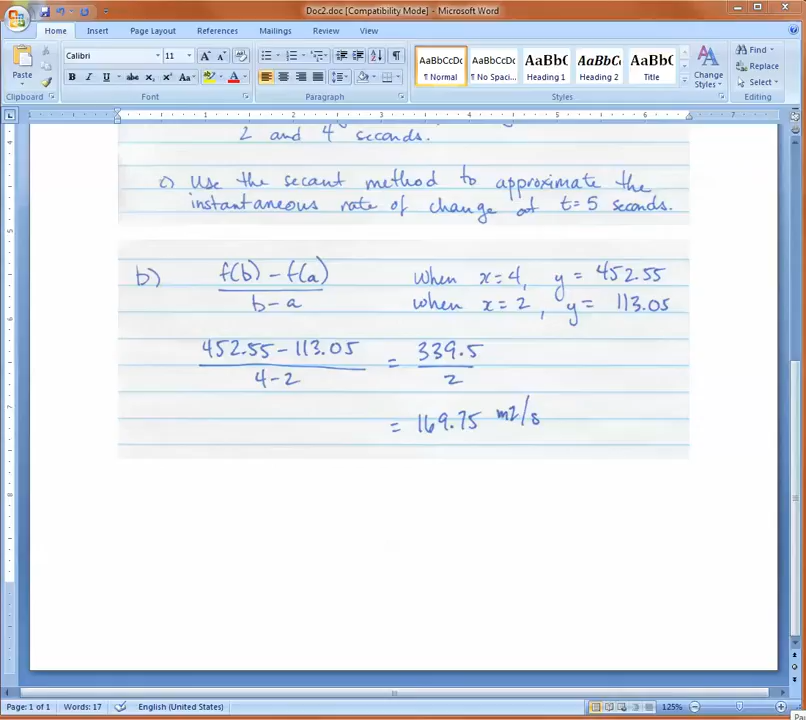 Doc2.doc [Compatibility Mode] - Microsoft Word
Home Insert Page Layout References Mailings Review View
Calibri 11
Paste
Clipboard Font Paragraph Styles Editing
AaBbCcDc AaBbCcDc AaBbC AaBbCc AaBbC
¶ Normal ¶ No Spaci... Heading 1 Heading 2 Title
Change Styles
Find
Replace
Select
2 and 4 seconds.
c) Use the secant method to approximate the
instantaneous rate of change at t=5 seconds.
b) f(b) - f(a) When x=4, y = 452.55
b - a when x=2, y = 113.05
452.55 - 113.05 = 339.5
4 - 2 2
= 169.75 m2/s
Page: 1 of 1 Words: 17 English (United States) 125%